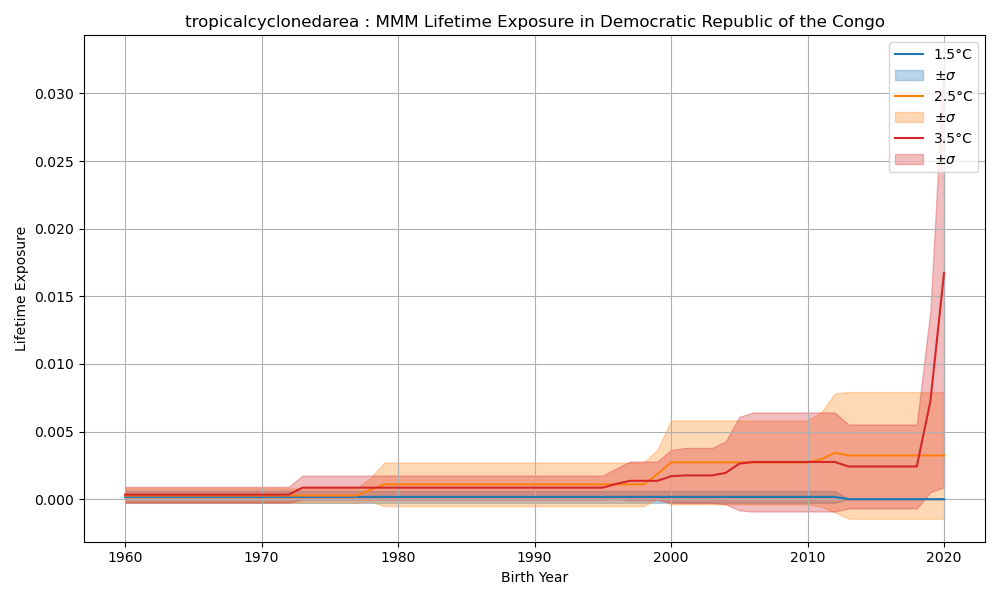 tropicalcyclonedarea : MMM Lifetime Exposure in Democratic Republic of the Congo
1.5°C
±σ
2.5°C
±σ
3.5°C
±σ
0.030
0.025
0.020
0.015
0.010
0.005
0.000
Lifetime Exposure
1960 1970 1980 1990 2000 2010 2020
Birth Year